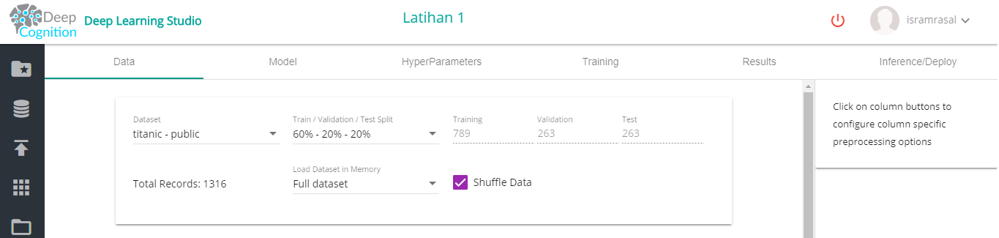 Deep
Cognition
Deep Learning Studio
Latihan 1
isramrasal
Data Model HyperParameters Training Results Inference/Deploy
Dataset Train / Validation / Test Split Training Validation Test
titanic - public 60% - 20% - 20% 789 263 263
Load Dataset in Memory
Total Records: 1316 Full dataset Shuffle Data
Click on column buttons to
configure column specific
preprocessing options